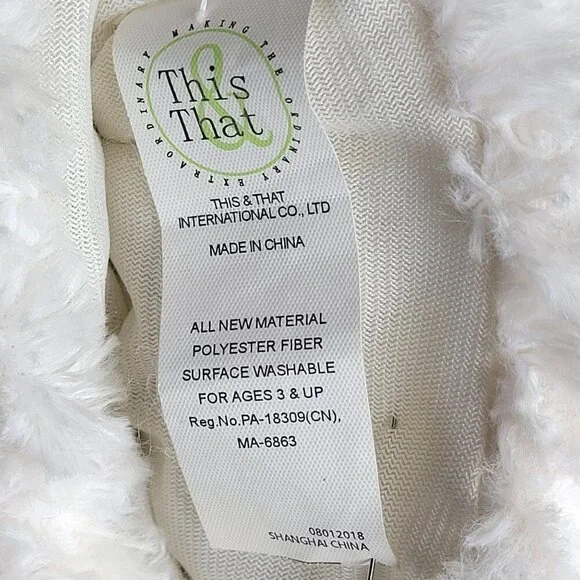 MAKING THE ORDINARY EXTRAORDINARY
This
&
That
THIS & THAT
INTERNATIONAL CO., LTD
MADE IN CHINA
ALL NEW MATERIAL
POLYESTER FIBER
SURFACE WASHABLE
FOR AGES 3 & UP
Reg.No.PA-18309(CN),
MA-6863
08012018
SHANGHAI CHINA